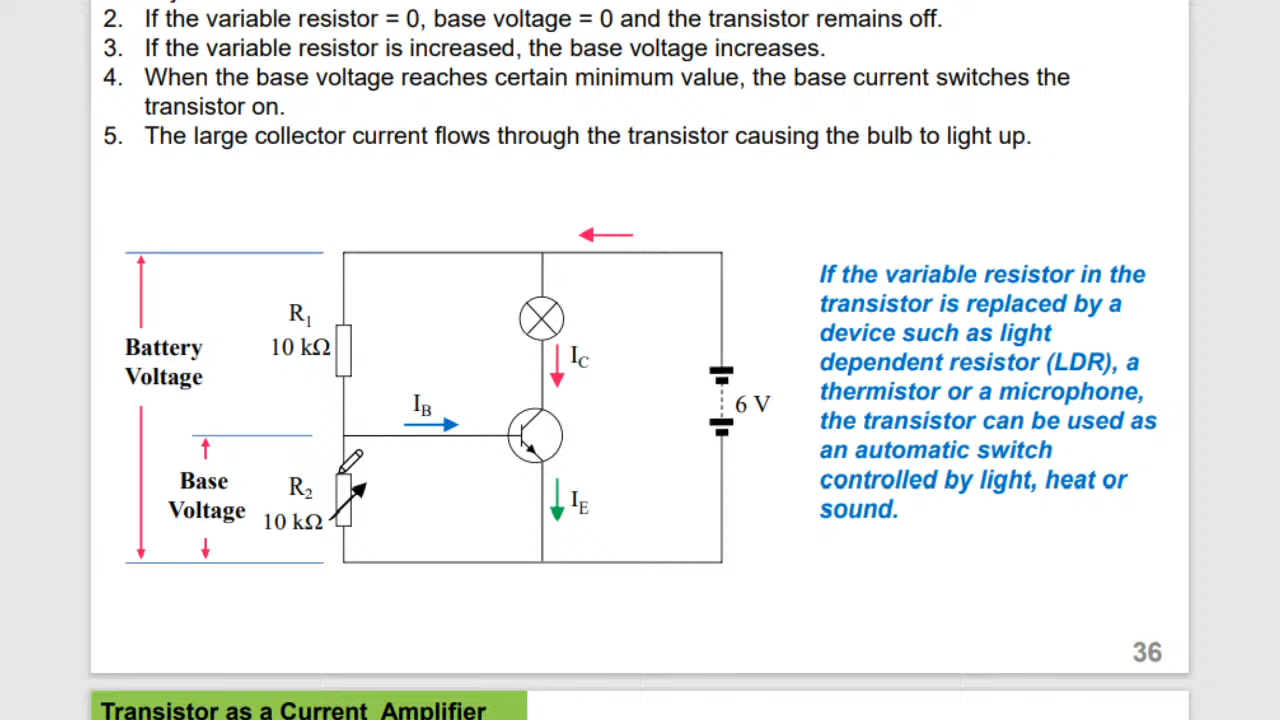 2. If the variable resistor = 0, base voltage = 0 and the transistor remains off.
3. If the variable resistor is increased, the base voltage increases.
4. When the base voltage reaches certain minimum value, the base current switches the
transistor on.
5. The large collector current flows through the transistor causing the bulb to light up.
Battery
Voltage
Base
Voltage
R₁
10 kΩ
R₂
10 kΩ
I_B
I_C
I_E
6 V
If the variable resistor in the
transistor is replaced by a
device such as light
dependent resistor (LDR), a
thermistor or a microphone,
the transistor can be used as
an automatic switch
controlled by light, heat or
sound.
36
Transistor as a Current Amplifier